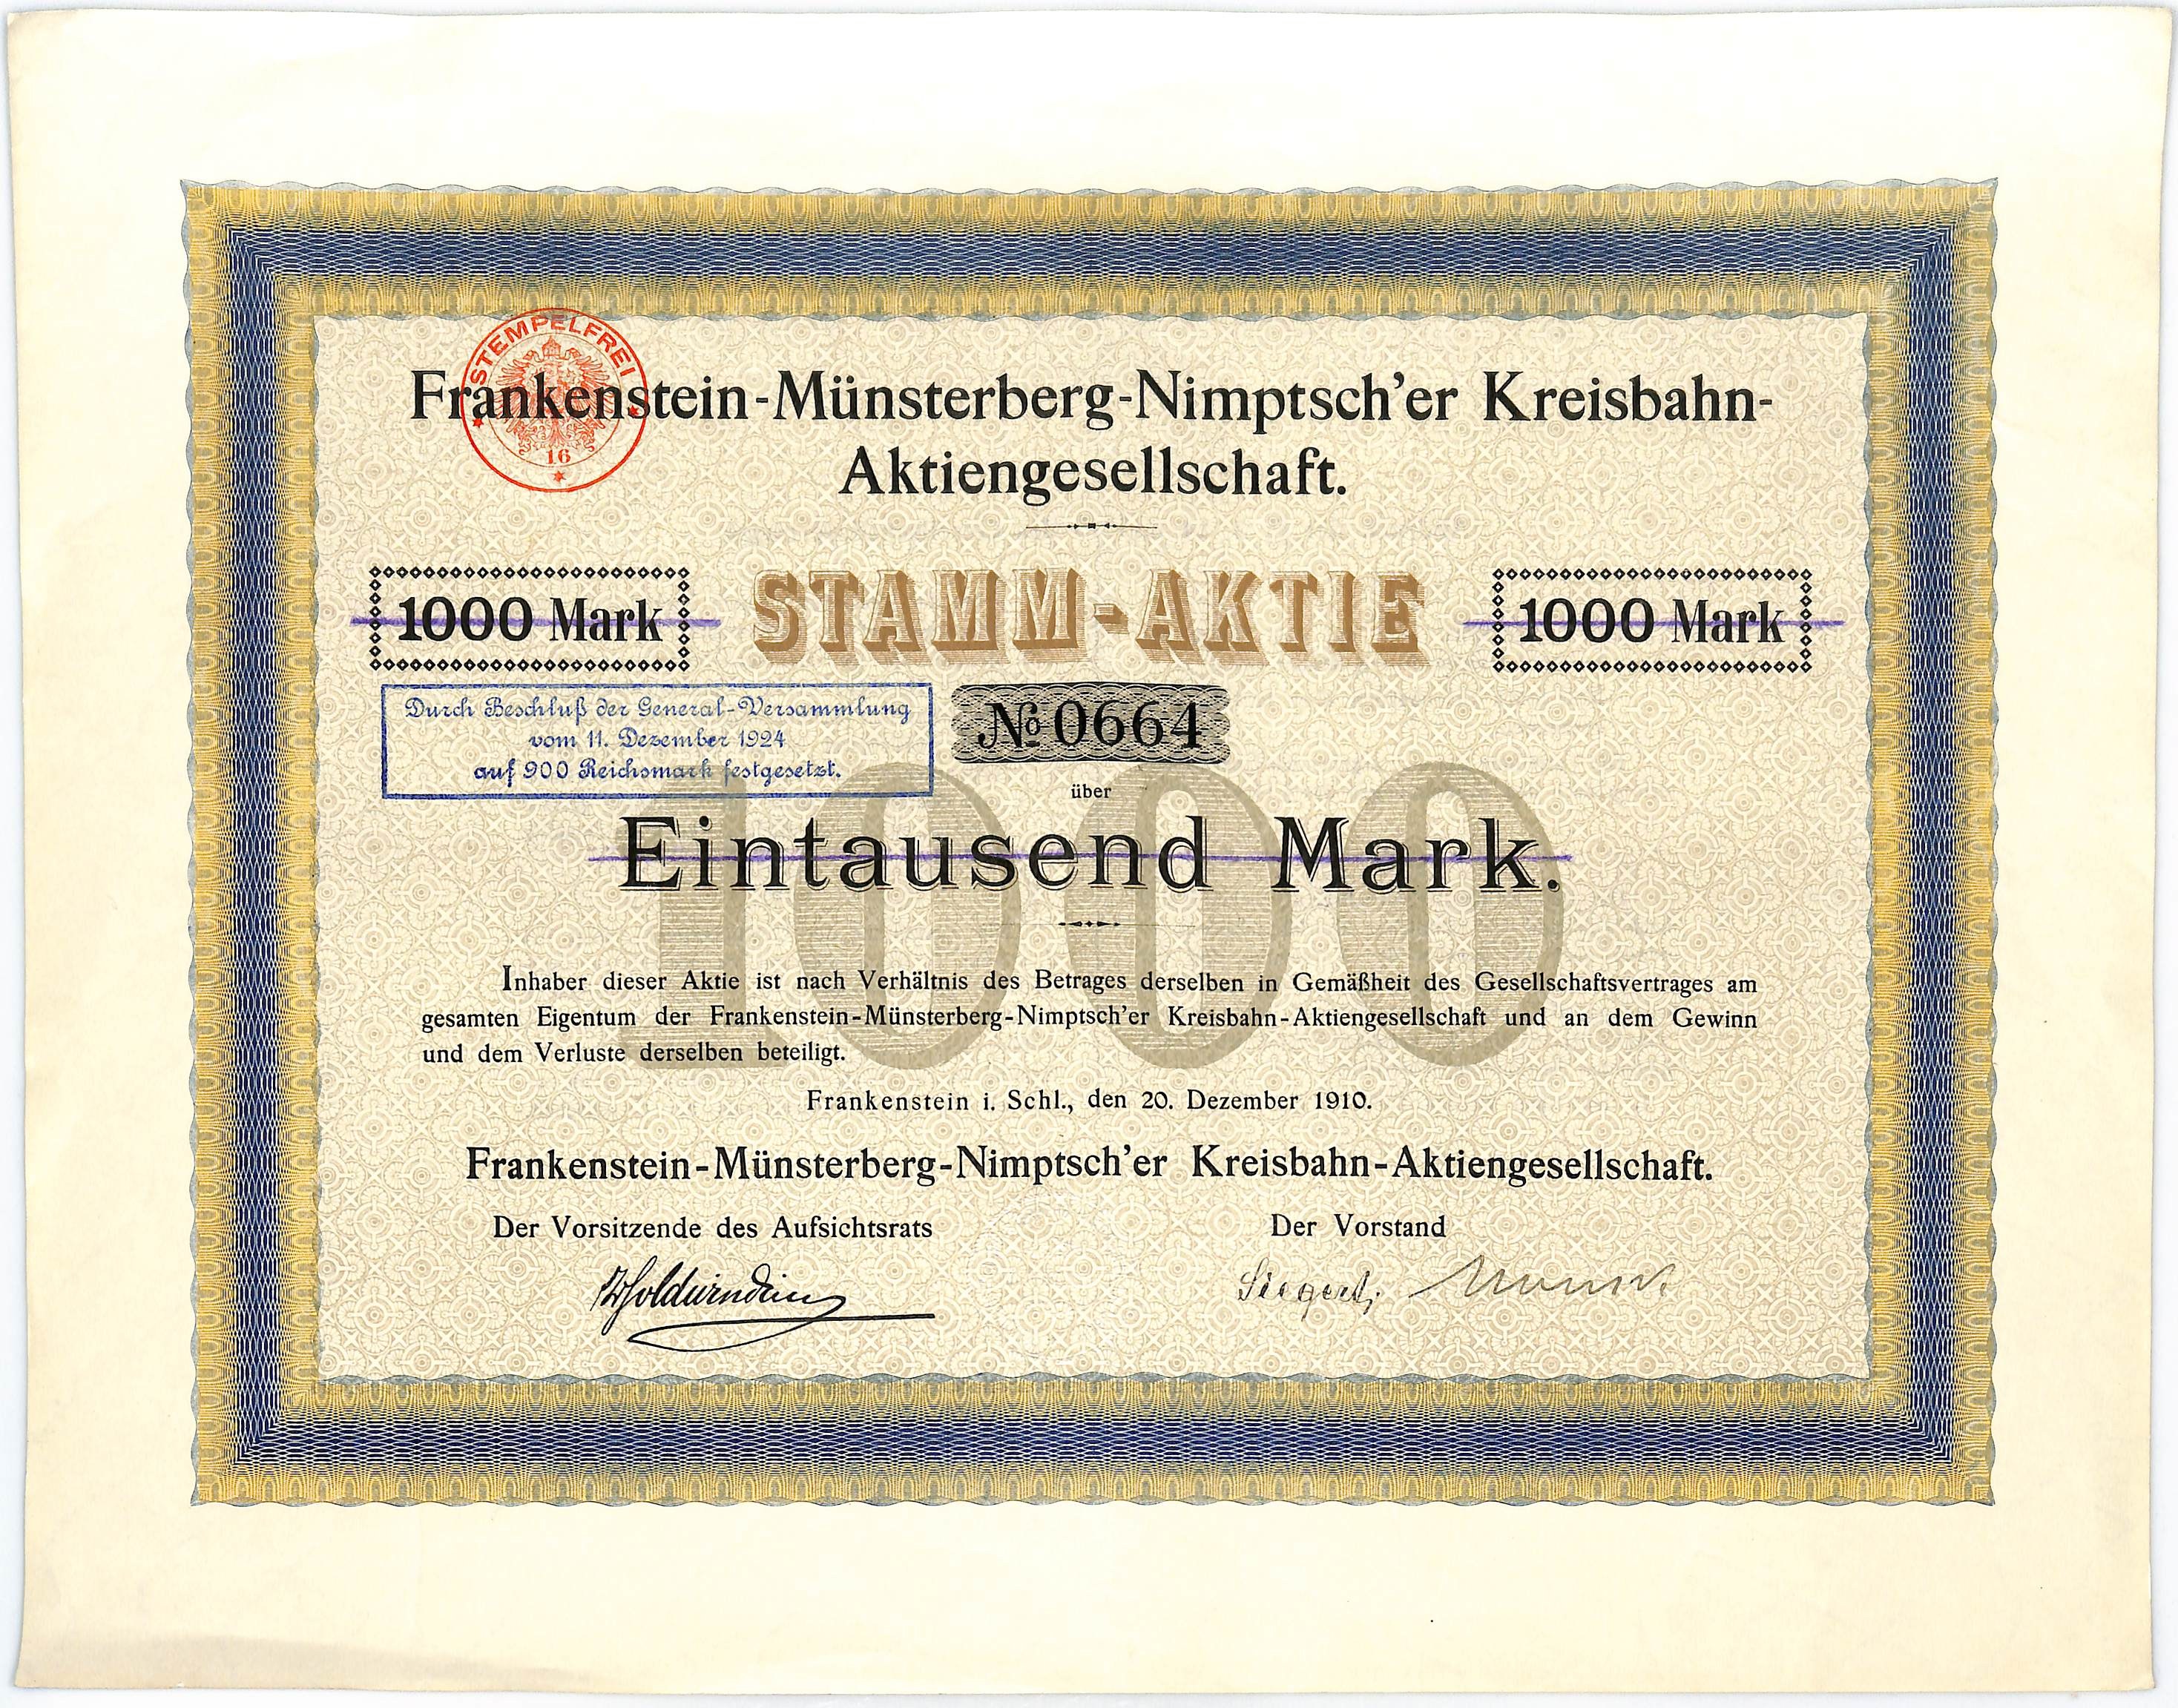 STEMPELFREI
16
Frankenstein-Münsterberg-Nimptsch'er Kreisbahn-
Aktiengesellschaft.
1000 Mark
STAMM-AKTIE
1000 Mark
Durch Beschluß der General-Versammlung
vom 11. Dezember 1924
auf 900 Reichsmark festgesetzt.
No 0664
1000
über
Eintausend Mark.
Inhaber dieser Aktie ist nach Verhältnis des Betrages derselben in Gemäßheit des Gesellschaftsvertrages am
gesamten Eigentum der Frankenstein-Münsterberg-Nimptsch'er Kreisbahn-Aktiengesellschaft und an dem Gewinn
und dem Verluste derselben beteiligt.
Frankenstein i. Schl., den 20. Dezember 1910.
Frankenstein-Münsterberg-Nimptsch'er Kreisbahn-Aktiengesellschaft.
Der Vorsitzende des Aufsichtsrats
Der Vorstand
Siegert